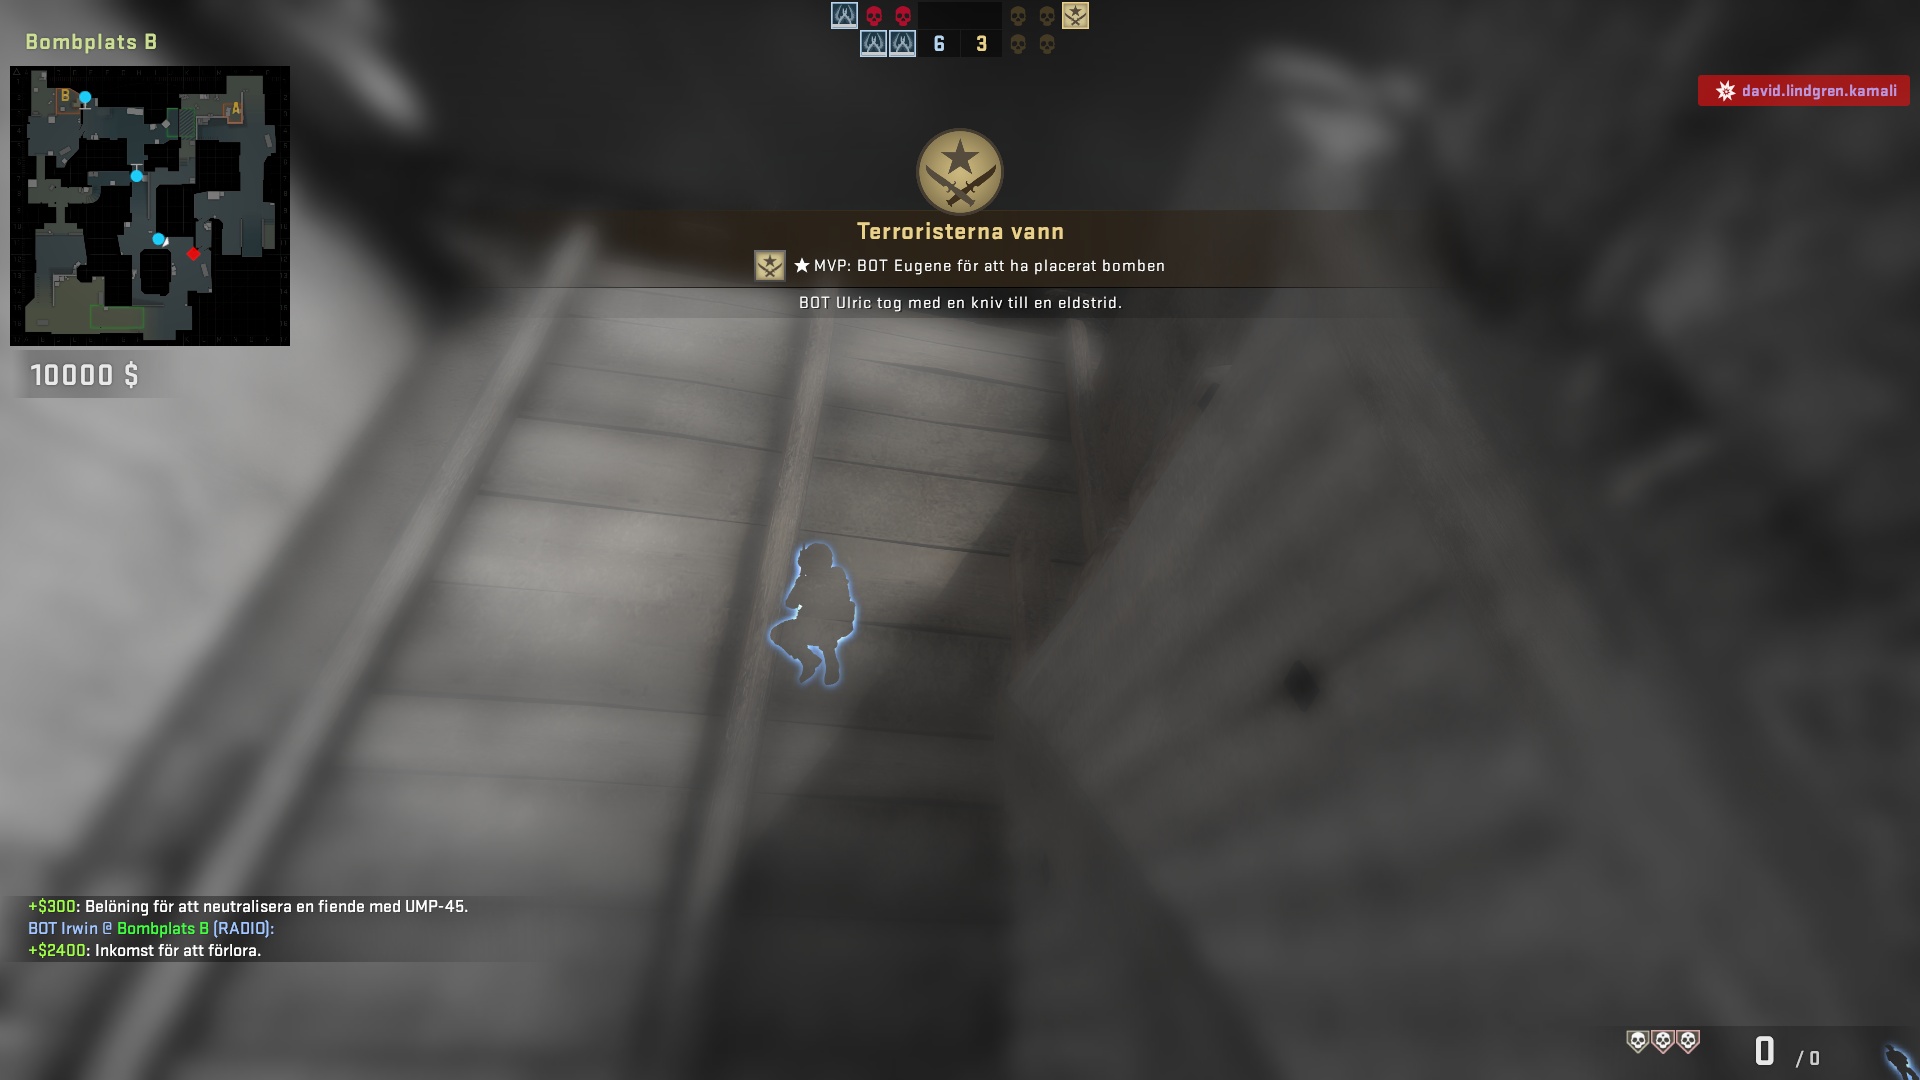 Bombplats B
6 3
B
A
david.lindgren.kamali
Terroristerna vann
MVP: BOT Eugene för att ha placerat bomben
BOT Ulric tog med en kniv till en eldstrid.
10000 $
+$300: Belöning för att neutralisera en fiende med UMP-45.
BOT Irwin @ Bombplats B (RADIO):
+$2400: Inkomst för att förlora.
0 / 0